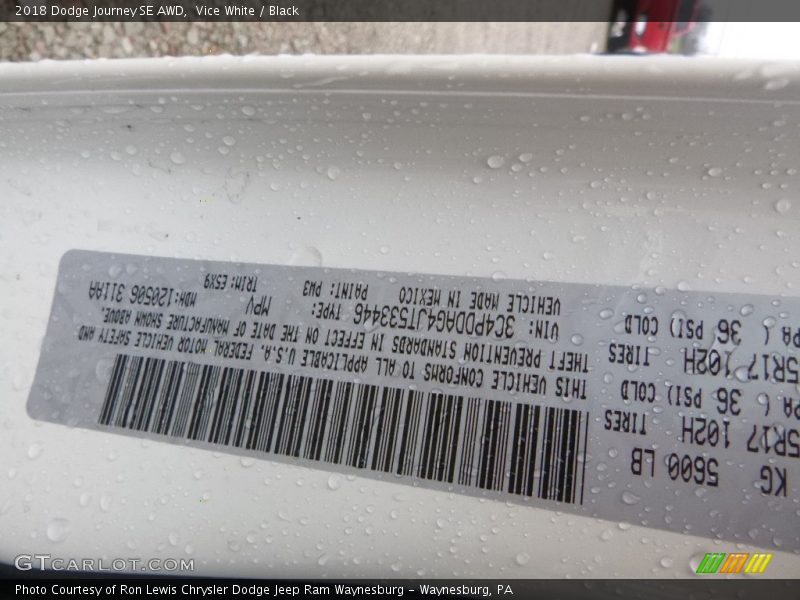 2018 Dodge Journey SE AWD, Vice White / Black
KG 5600 LB
5R17 102H TIRES
PA ( 36 PSI) COLD
5R17 102H TIRES
PA ( 36 PSI) COLD
THIS VEHICLE CONFORMS TO ALL APPLICABLE U.S.A. FEDERAL MOTOR VEHICLE SAFETY AND
THEFT PREVENTION STANDARDS IN EFFECT ON THE DATE OF MANUFACTURE SHOWN ABOVE.
VIN: 3C4PDDAG4JT533446 TYPE: MPV MDH:120506 311AA
VEHICLE MADE IN MEXICO PAINT: PW3 TRIM: E5X9
GTCARLOT.COM
Photo Courtesy of Ron Lewis Chrysler Dodge Jeep Ram Waynesburg - Waynesburg, PA